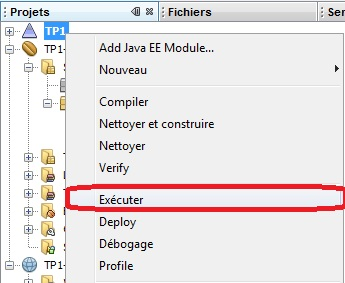 Projets
Fichiers
Ser
TP1
Add Java EE Module...
TP1-
Nouveau
Compiler
Nettoyer et construire
Nettoyer
Verify
Exécuter
Deploy
Débogage
TP1-
Profile